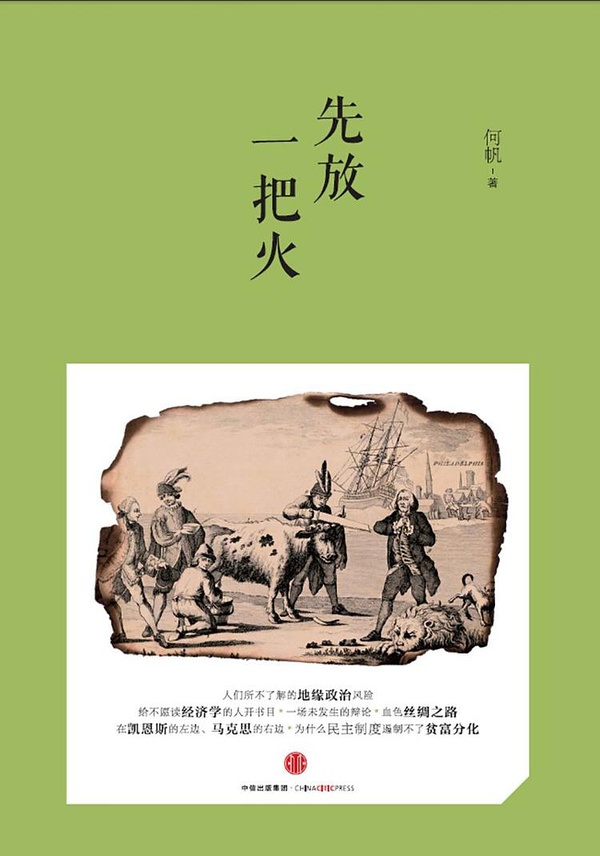 先放
一把火
何帆
著
PHILADELPHIA
人们所不了解的地缘政治风险
给不愿读经济学的人开书目*一场未发生的辩论*血色丝绸之路
在凯恩斯的左边、马克思的右边*为什么民主制度遏制不了贫富分化
中信出版集团·CHINACITICPRESS